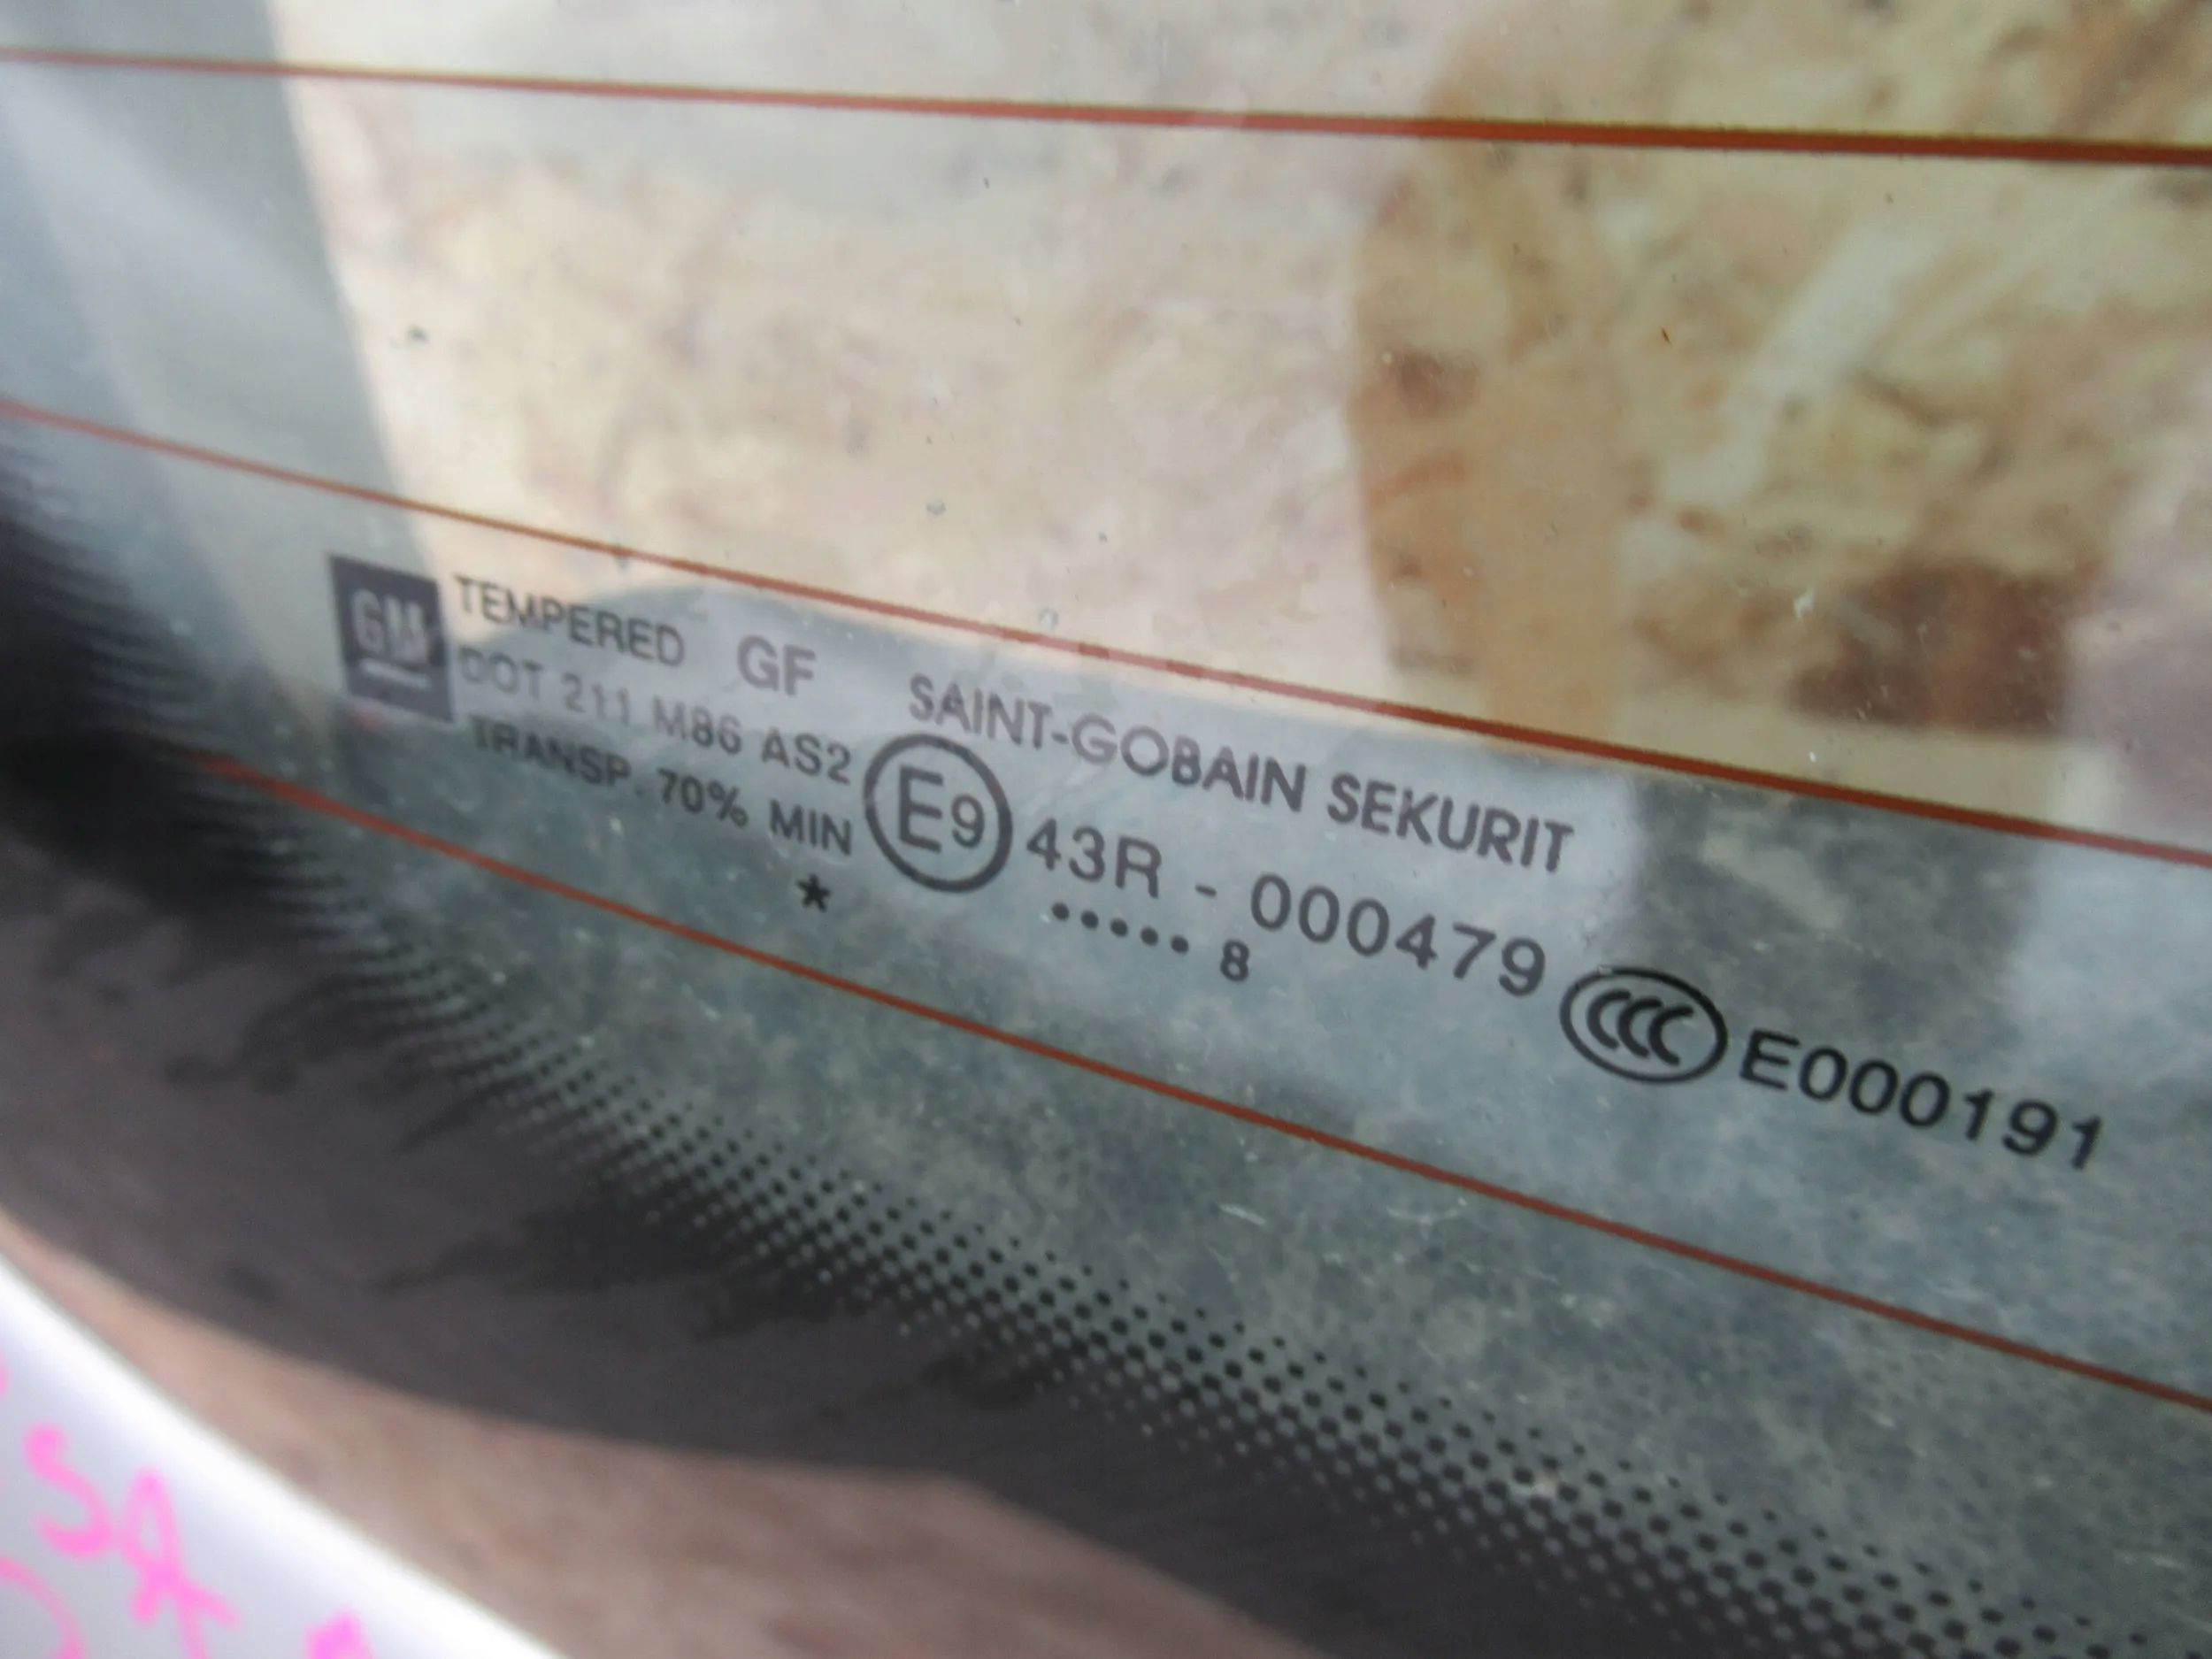 GM
TEMPERED GF SAINT-GOBAIN SEKURIT
DOT 211 M86 AS2
TRANSP. 70% MIN
E9 43R - 000479
CCC E000191
* ••••• 8